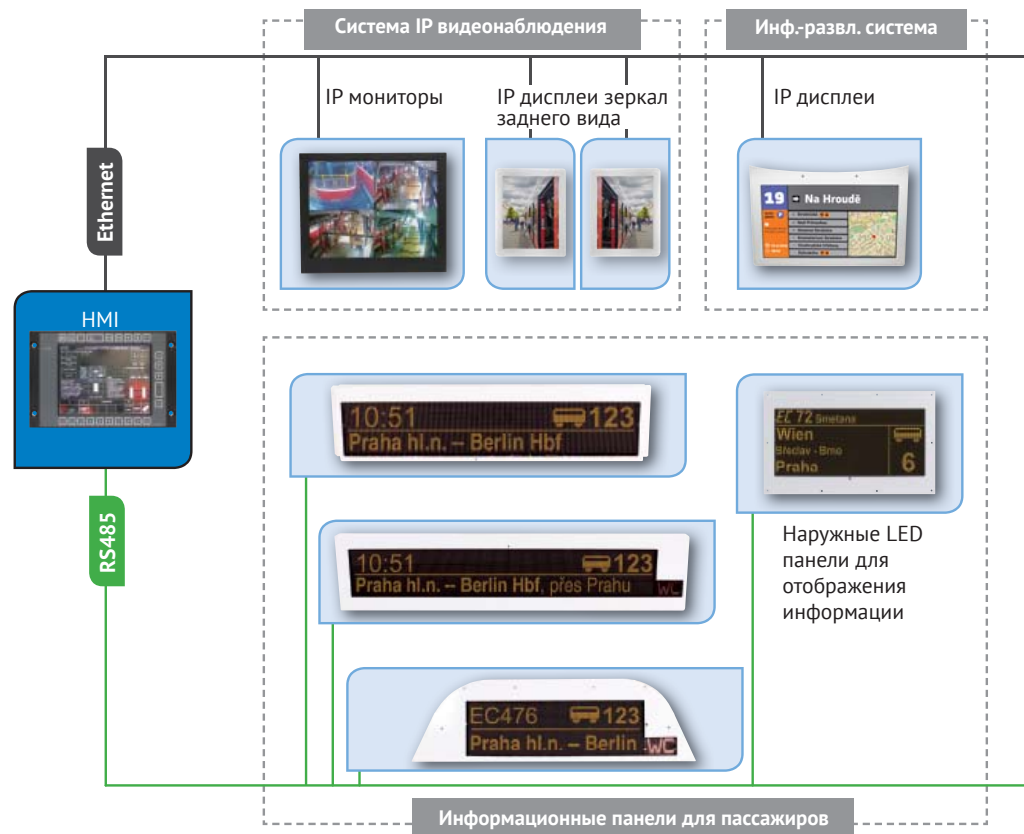 Система IP видеонаблюдения
Инф.-развл. система
IP мониторы
IP дисплеи зеркал
заднего вида
IP дисплеи
Ethernet
19
Na Hroudě
HMI
10:51
123
Praha hl.n. – Berlin Hbf
EC 72 Smetana
Wien
Břeclav - Brno
Praha
6
RS485
Наружные LED
панели для
отображения
информации
10:51
123
Praha hl.n. – Berlin Hbf, přes Prahu WC
EC476
123
Praha hl.n. – Berlin WC
Информационные панели для пассажиров